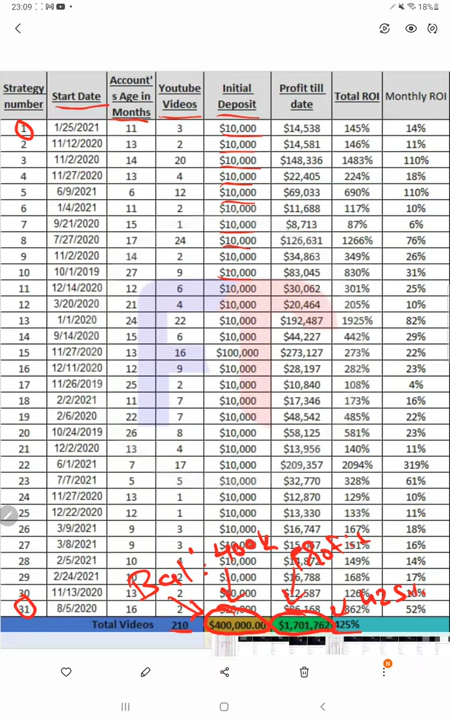 23:09
18%
Strategy number Start Date Account's Age in Months Youtube Videos Initial Deposit Profit till date Total ROI Monthly ROI
1 1/25/2021 11 3 $10,000 $14,538 145% 14%
2 11/12/2020 13 2 $10,000 $14,581 146% 11%
3 11/2/2020 14 20 $10,000 $148,336 1483% 110%
4 11/27/2020 13 4 $10,000 $22,405 224% 18%
5 6/9/2021 6 12 $10,000 $69,033 690% 110%
6 1/4/2021 11 2 $10,000 $11,688 117% 10%
7 9/21/2020 15 1 $10,000 $8,713 87% 6%
8 7/27/2020 17 24 $10,000 $126,631 1266% 76%
9 11/2/2020 14 2 $10,000 $34,863 349% 26%
10 10/1/2019 27 9 $10,000 $83,045 830% 31%
11 12/14/2020 12 6 $10,000 $30,062 301% 25%
12 3/20/2020 21 4 $10,000 $20,464 205% 10%
13 1/1/2020 24 22 $10,000 $192,487 1925% 82%
14 9/14/2020 15 6 $10,000 $44,227 442% 29%
15 11/27/2020 13 16 $100,000 $273,127 273% 22%
16 12/11/2020 12 9 $10,000 $28,197 282% 23%
17 11/26/2019 25 2 $10,000 $10,840 108% 4%
18 2/2/2021 11 7 $10,000 $17,346 173% 16%
19 2/6/2020 22 7 $10,000 $48,542 485% 22%
20 10/24/2019 26 8 $10,000 $58,125 581% 23%
21 12/2/2020 13 4 $10,000 $13,956 140% 11%
22 6/1/2021 7 17 $10,000 $209,357 2094% 319%
23 7/7/2021 5 5 $10,000 $32,770 328% 61%
24 11/27/2020 13 1 $10,000 $12,870 129% 10%
25 12/22/2020 12 1 $10,000 $13,330 133% 11%
26 3/9/2021 9 3 $10,000 $16,747 167% 18%
27 3/8/2021 9 3 151% 16%
28 2/5/2021 10 149% 14%
29 2/24/2021 10 $16,788 168% 17%
30 11/13/2020 13 2 $12,587 126%
31 8/5/2020 16 2 862% 52%
Bal: 400k Profit 425%
Total Videos 210 $400,000.00 $1,701,762 425%
N